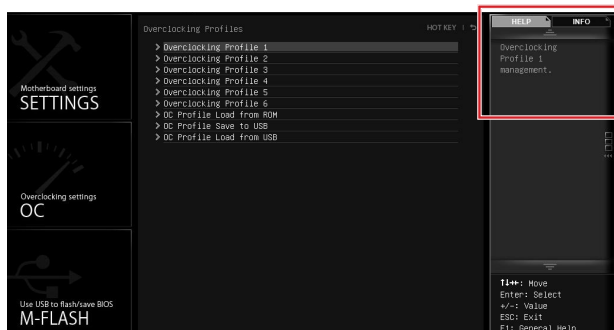 Overclocking Profiles
HOT KEY |
HELP
INFO
Motherboard settings
SETTINGS
Overclocking settings
OC
Use USB to flash/save BIOS
M-FLASH
> Overclocking Profile 1
> Overclocking Profile 2
> Overclocking Profile 3
> Overclocking Profile 4
> Overclocking Profile 5
> Overclocking Profile 6
> OC Profile Load from ROM
> OC Profile Save to USB
> OC Profile Load from USB
Overclocking
Profile 1
management.
↑↓→←: Move
Enter: Select
+/-: Value
ESC: Exit
F1: General Help